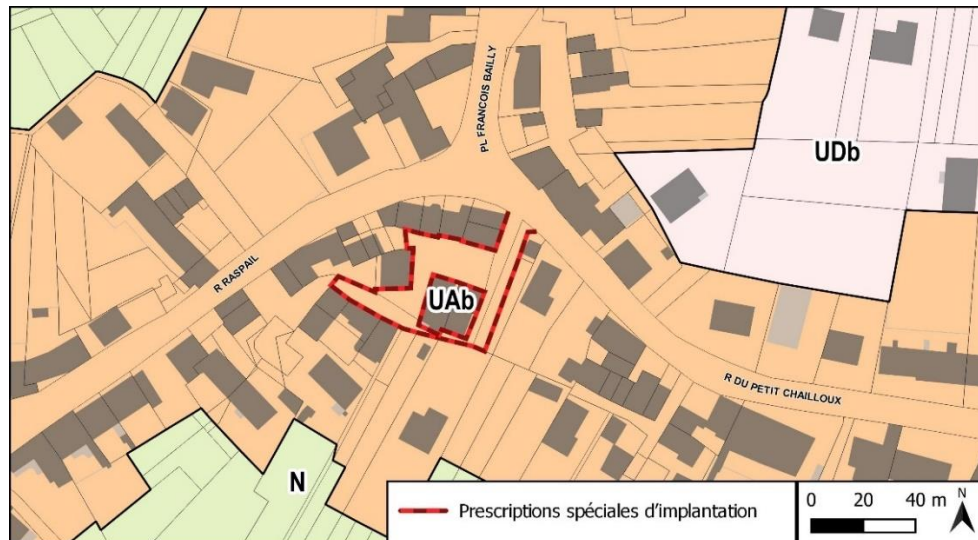 PL FRANCOIS BAILLY
UDb
R RASPAIL
UAb
R DU PETIT CHAILLOUX
N
Prescriptions spéciales d'implantation
0 20 40 m
N